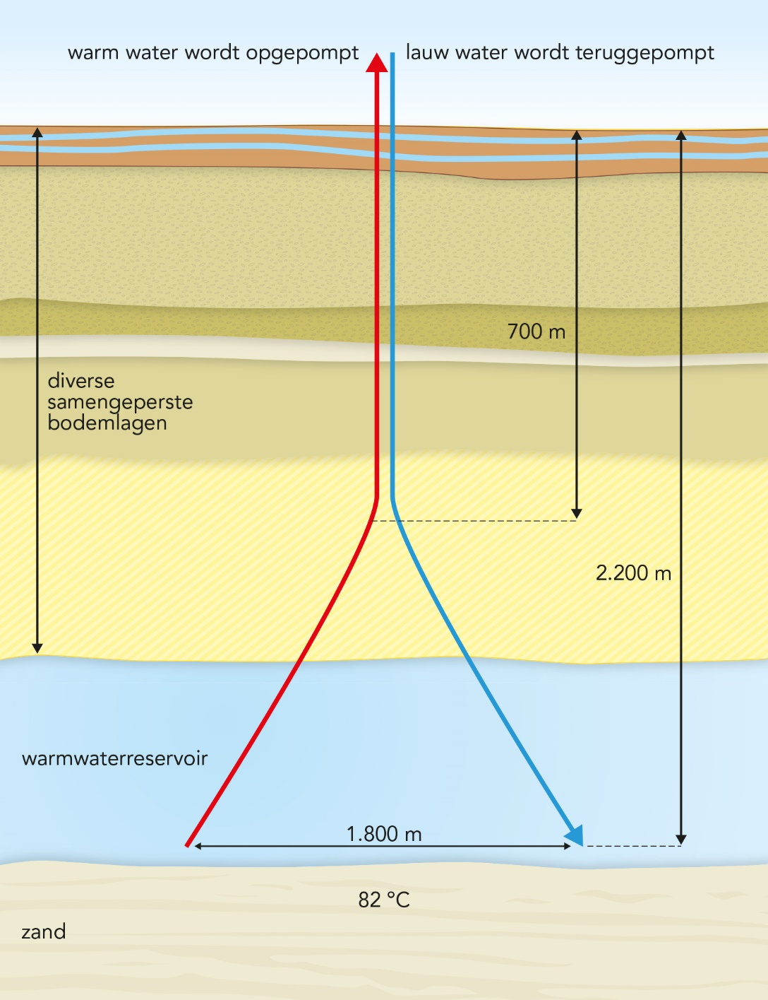 warm water wordt opgepompt
lauw water wordt teruggepompt
700 m
diverse
samengeperste
bodemlagen
2.200 m
warmwaterreservoir
1.800 m
82 °C
zand